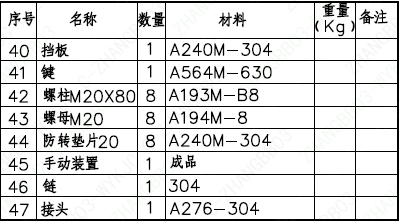 序号 名称 数量 材料 重量(Kg) 备注
40 挡板 1 A240M-304
41 键 1 A564M-630
42 螺柱M20X80 8 A193M-B8
43 螺母M20 8 A194M-8
44 防转垫片20 8 A240M-304
45 手动装置 1 成品
46 链 1 304
47 接头 1 A276-304